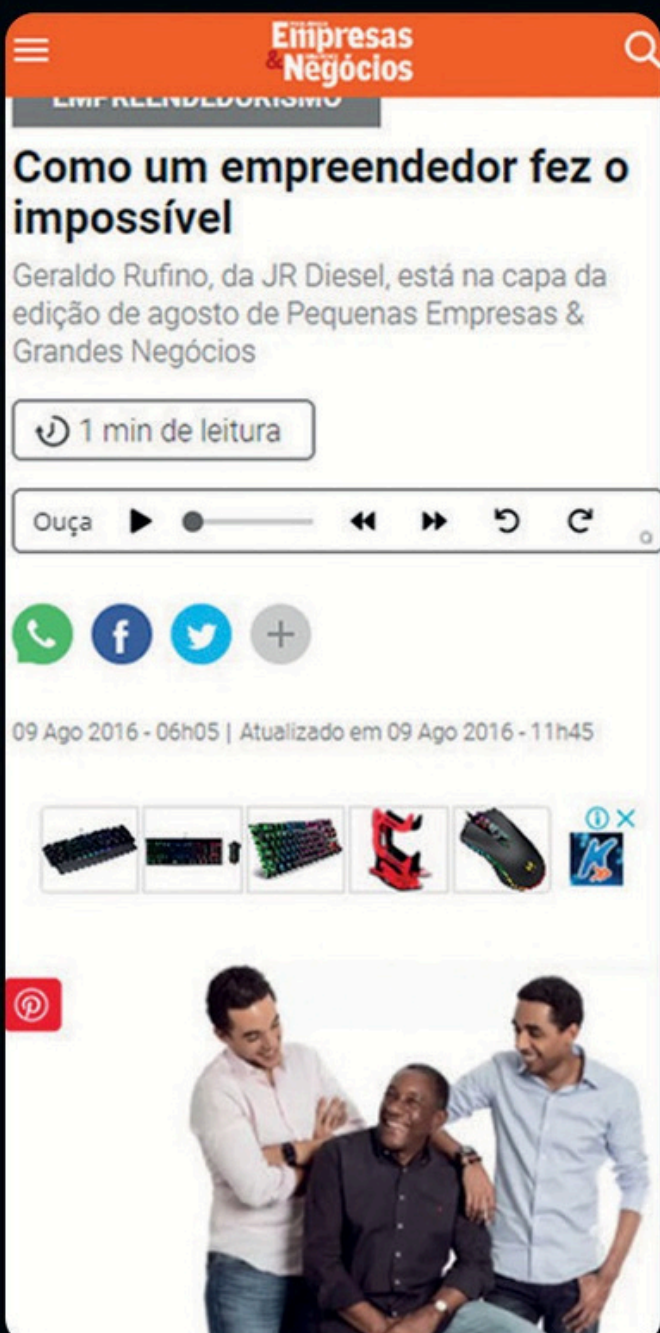 Empresas
& Negócios
EMPREENDEDORISMO
Como um empreendedor fez o
impossível
Geraldo Rufino, da JR Diesel, está na capa da
edição de agosto de Pequenas Empresas &
Grandes Negócios
1 min de leitura
Ouça
09 Ago 2016 - 06h05 | Atualizado em 09 Ago 2016 - 11h45